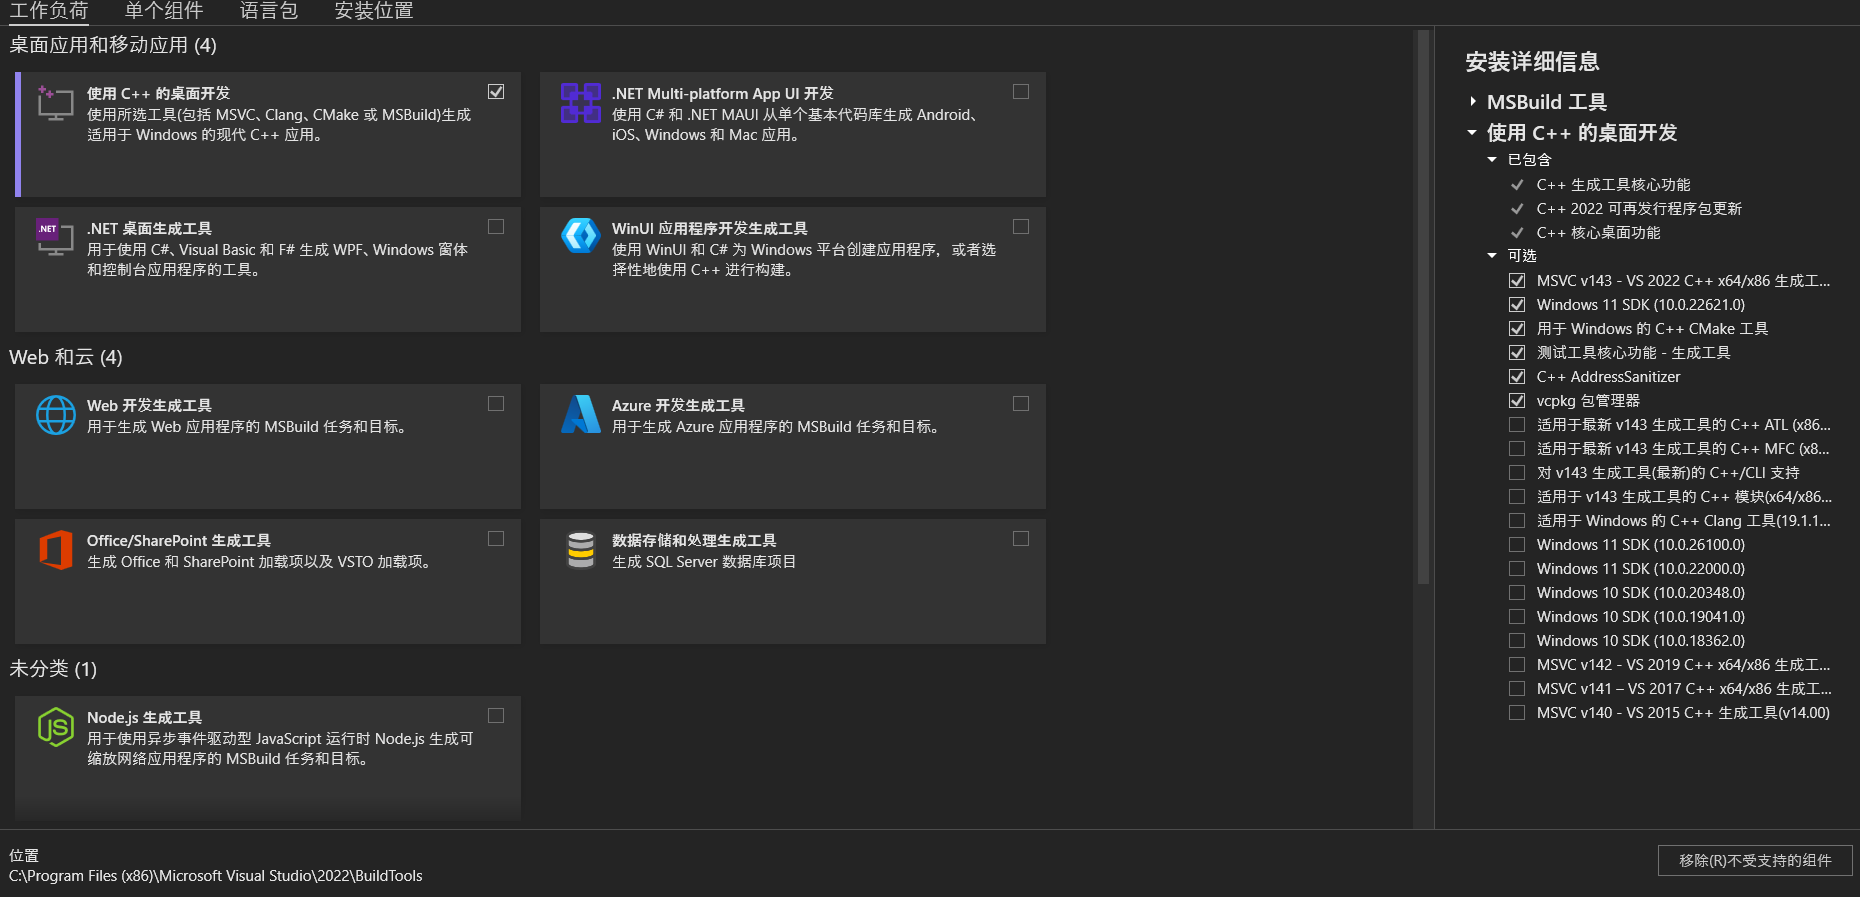 工作负荷 单个组件 语言包 安装位置
桌面应用和移动应用 (4)
使用 C++ 的桌面开发
使用所选工具(包括 MSVC、Clang、CMake 或 MSBuild)生成
适用于 Windows 的现代 C++ 应用。
.NET Multi-platform App UI 开发
使用 C# 和 .NET MAUI 从单个基本代码库生成 Android、
iOS、Windows 和 Mac 应用。
.NET
.NET 桌面生成工具
用于使用 C#、Visual Basic 和 F# 生成 WPF、Windows 窗体
和控制台应用程序的工具。
WinUI 应用程序开发生成工具
使用 WinUI 和 C# 为 Windows 平台创建应用程序，或者选
择性地使用 C++ 进行构建。
Web 和云 (4)
Web 开发生成工具
用于生成 Web 应用程序的 MSBuild 任务和目标。
Azure 开发生成工具
用于生成 Azure 应用程序的 MSBuild 任务和目标。
Office/SharePoint 生成工具
生成 Office 和 SharePoint 加载项以及 VSTO 加载项。
数据存储和处理生成工具
生成 SQL Server 数据库项目
未分类 (1)
JS
Node.js 生成工具
用于使用异步事件驱动型 JavaScript 运行时 Node.js 生成可
缩放网络应用程序的 MSBuild 任务和目标。
安装详细信息
MSBuild 工具
使用 C++ 的桌面开发
已包含
C++ 生成工具核心功能
C++ 2022 可再发行程序包更新
C++ 核心桌面功能
可选
MSVC v143 - VS 2022 C++ x64/x86 生成工...
Windows 11 SDK (10.0.22621.0)
用于 Windows 的 C++ CMake 工具
测试工具核心功能 - 生成工具
C++ AddressSanitizer
vcpkg 包管理器
适用于最新 v143 生成工具的 C++ ATL (x86...
适用于最新 v143 生成工具的 C++ MFC (x8...
对 v143 生成工具(最新)的 C++/CLI 支持
适用于 v143 生成工具的 C++ 模块(x64/x86...
适用于 Windows 的 C++ Clang 工具(19.1.1...
Windows 11 SDK (10.0.26100.0)
Windows 11 SDK (10.0.22000.0)
Windows 10 SDK (10.0.20348.0)
Windows 10 SDK (10.0.19041.0)
Windows 10 SDK (10.0.18362.0)
MSVC v142 - VS 2019 C++ x64/x86 生成工...
MSVC v141 – VS 2017 C++ x64/x86 生成工...
MSVC v140 - VS 2015 C++ 生成工具(v14.00)
位置
C:\Program Files (x86)\Microsoft Visual Studio\2022\BuildTools
移除(R)不受支持的组件